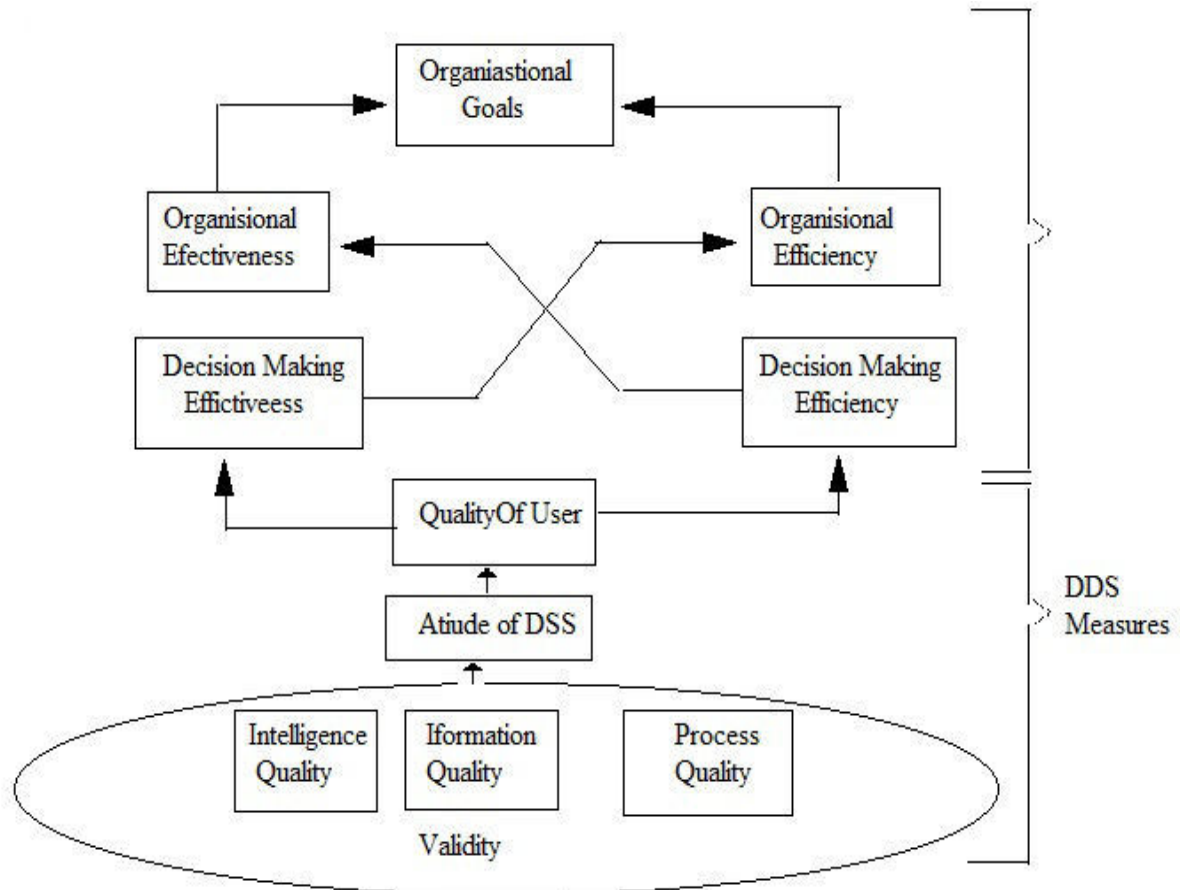 Organiastional
Goals
Organisional
Efectiveness
Organisional
Efficiency
Decision Making
Effictiveess
Decision Making
Efficiency
QualityOf User
Atiude of DSS
DDS
Measures
Intelligence
Quality
Iformation
Quality
Process
Quality
Validity